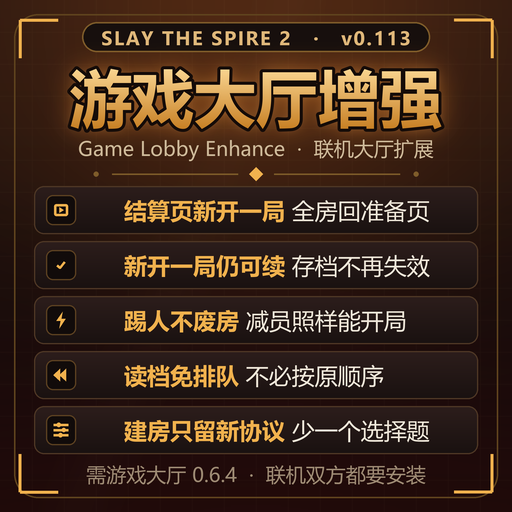 SLAY THE SPIRE 2 · v0.113
游戏大厅增强
Game Lobby Enhance · 联机大厅扩展
结算页新开一局 全房回准备页
新开一局仍可续 存档不再失效
踢人不废房 减员照样能开局
读档免排队 不必按原顺序
建房只留新协议 少一个选择题
需游戏大厅 0.6.4 · 联机双方都要安装